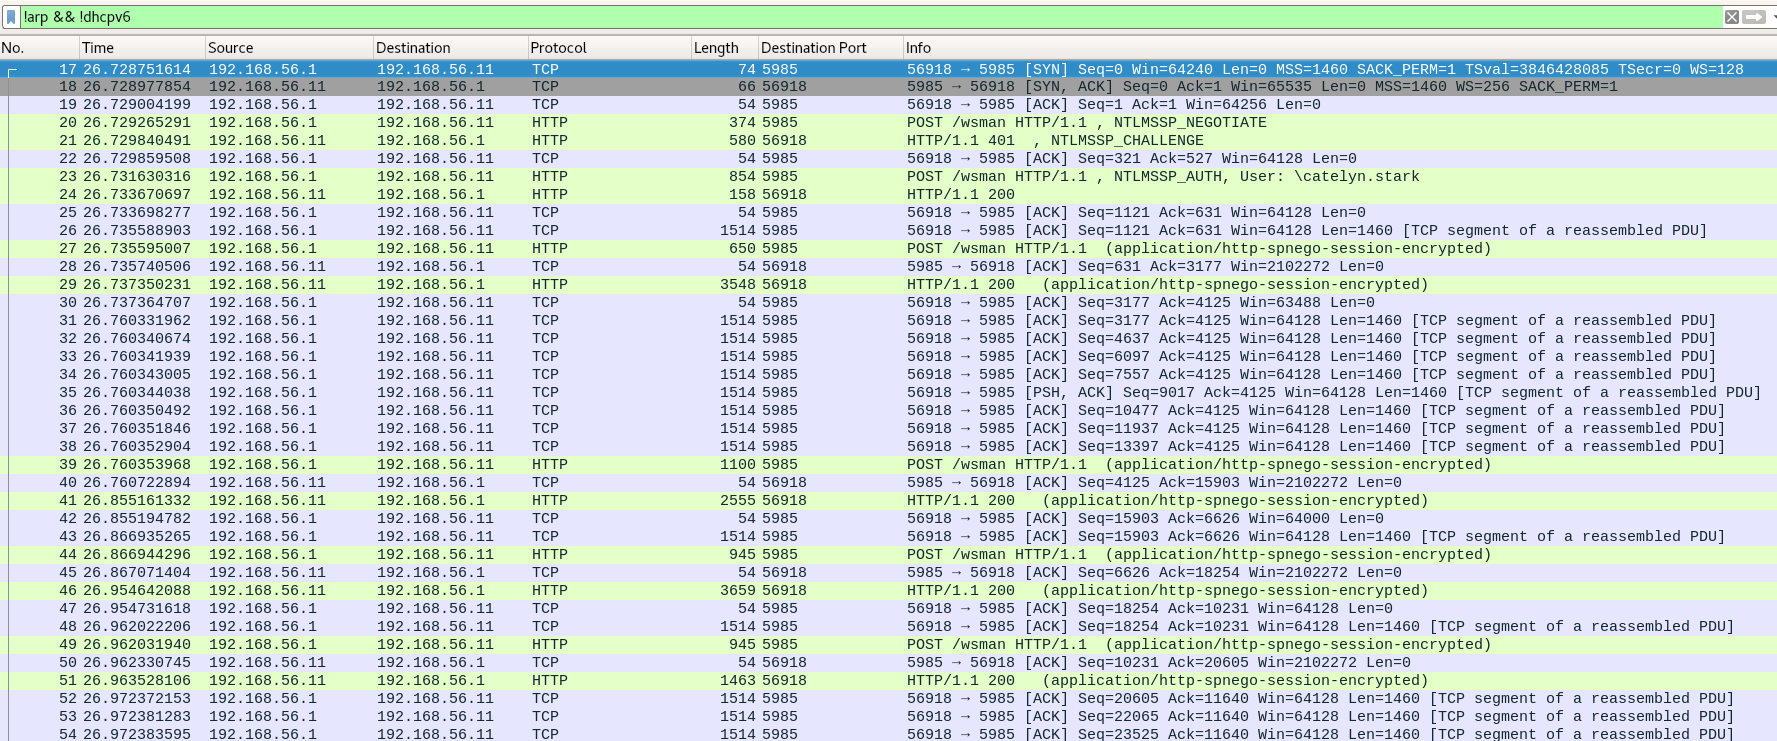 !arp && !dhcpv6
No. Time Source Destination Protocol Length Destination Port Info
17 26.728751614 192.168.56.1 192.168.56.11 TCP 74 5985 56918 → 5985 [SYN] Seq=0 Win=64240 Len=0 MSS=1460 SACK_PERM=1 TSval=3846428085 TSecr=0 WS=128
18 26.728977854 192.168.56.11 192.168.56.1 TCP 66 56918 5985 → 56918 [SYN, ACK] Seq=0 Ack=1 Win=65535 Len=0 MSS=1460 WS=256 SACK_PERM=1
19 26.729004199 192.168.56.1 192.168.56.11 TCP 54 5985 56918 → 5985 [ACK] Seq=1 Ack=1 Win=64256 Len=0
20 26.729265291 192.168.56.1 192.168.56.11 HTTP 374 5985 POST /wsman HTTP/1.1 , NTLMSSP_NEGOTIATE
21 26.729840491 192.168.56.11 192.168.56.1 HTTP 580 56918 HTTP/1.1 401  , NTLMSSP_CHALLENGE
22 26.729859508 192.168.56.1 192.168.56.11 TCP 54 5985 56918 → 5985 [ACK] Seq=321 Ack=527 Win=64128 Len=0
23 26.731630316 192.168.56.1 192.168.56.11 HTTP 854 5985 POST /wsman HTTP/1.1 , NTLMSSP_AUTH, User: \catelyn.stark
24 26.733670697 192.168.56.11 192.168.56.1 HTTP 158 56918 HTTP/1.1 200
25 26.733698277 192.168.56.1 192.168.56.11 TCP 54 5985 56918 → 5985 [ACK] Seq=1121 Ack=631 Win=64128 Len=0
26 26.735588903 192.168.56.1 192.168.56.11 TCP 1514 5985 56918 → 5985 [ACK] Seq=1121 Ack=631 Win=64128 Len=1460 [TCP segment of a reassembled PDU]
27 26.735595007 192.168.56.1 192.168.56.11 HTTP 650 5985 POST /wsman HTTP/1.1  (application/http-spnego-session-encrypted)
28 26.735740506 192.168.56.11 192.168.56.1 TCP 54 56918 5985 → 56918 [ACK] Seq=631 Ack=3177 Win=2102272 Len=0
29 26.737350231 192.168.56.11 192.168.56.1 HTTP 3548 56918 HTTP/1.1 200   (application/http-spnego-session-encrypted)
30 26.737364707 192.168.56.1 192.168.56.11 TCP 54 5985 56918 → 5985 [ACK] Seq=3177 Ack=4125 Win=63488 Len=0
31 26.760331962 192.168.56.1 192.168.56.11 TCP 1514 5985 56918 → 5985 [ACK] Seq=3177 Ack=4125 Win=64128 Len=1460 [TCP segment of a reassembled PDU]
32 26.760340674 192.168.56.1 192.168.56.11 TCP 1514 5985 56918 → 5985 [ACK] Seq=4637 Ack=4125 Win=64128 Len=1460 [TCP segment of a reassembled PDU]
33 26.760341939 192.168.56.1 192.168.56.11 TCP 1514 5985 56918 → 5985 [ACK] Seq=6097 Ack=4125 Win=64128 Len=1460 [TCP segment of a reassembled PDU]
34 26.760343005 192.168.56.1 192.168.56.11 TCP 1514 5985 56918 → 5985 [ACK] Seq=7557 Ack=4125 Win=64128 Len=1460 [TCP segment of a reassembled PDU]
35 26.760344038 192.168.56.1 192.168.56.11 TCP 1514 5985 56918 → 5985 [PSH, ACK] Seq=9017 Ack=4125 Win=64128 Len=1460 [TCP segment of a reassembled PDU]
36 26.760350492 192.168.56.1 192.168.56.11 TCP 1514 5985 56918 → 5985 [ACK] Seq=10477 Ack=4125 Win=64128 Len=1460 [TCP segment of a reassembled PDU]
37 26.760351846 192.168.56.1 192.168.56.11 TCP 1514 5985 56918 → 5985 [ACK] Seq=11937 Ack=4125 Win=64128 Len=1460 [TCP segment of a reassembled PDU]
38 26.760352904 192.168.56.1 192.168.56.11 TCP 1514 5985 56918 → 5985 [ACK] Seq=13397 Ack=4125 Win=64128 Len=1460 [TCP segment of a reassembled PDU]
39 26.760353968 192.168.56.1 192.168.56.11 HTTP 1100 5985 POST /wsman HTTP/1.1  (application/http-spnego-session-encrypted)
40 26.760722894 192.168.56.11 192.168.56.1 TCP 54 56918 5985 → 56918 [ACK] Seq=4125 Ack=15903 Win=2102272 Len=0
41 26.855161332 192.168.56.11 192.168.56.1 HTTP 2555 56918 HTTP/1.1 200   (application/http-spnego-session-encrypted)
42 26.855194782 192.168.56.1 192.168.56.11 TCP 54 5985 56918 → 5985 [ACK] Seq=15903 Ack=6626 Win=64000 Len=0
43 26.866935265 192.168.56.1 192.168.56.11 TCP 1514 5985 56918 → 5985 [ACK] Seq=15903 Ack=6626 Win=64128 Len=1460 [TCP segment of a reassembled PDU]
44 26.866944296 192.168.56.1 192.168.56.11 HTTP 945 5985 POST /wsman HTTP/1.1  (application/http-spnego-session-encrypted)
45 26.867071404 192.168.56.11 192.168.56.1 TCP 54 56918 5985 → 56918 [ACK] Seq=6626 Ack=18254 Win=2102272 Len=0
46 26.954642088 192.168.56.11 192.168.56.1 HTTP 3659 56918 HTTP/1.1 200   (application/http-spnego-session-encrypted)
47 26.954731618 192.168.56.1 192.168.56.11 TCP 54 5985 56918 → 5985 [ACK] Seq=18254 Ack=10231 Win=64128 Len=0
48 26.962022206 192.168.56.1 192.168.56.11 TCP 1514 5985 56918 → 5985 [ACK] Seq=18254 Ack=10231 Win=64128 Len=1460 [TCP segment of a reassembled PDU]
49 26.962031940 192.168.56.1 192.168.56.11 HTTP 945 5985 POST /wsman HTTP/1.1  (application/http-spnego-session-encrypted)
50 26.962330745 192.168.56.11 192.168.56.1 TCP 54 56918 5985 → 56918 [ACK] Seq=10231 Ack=20605 Win=2102272 Len=0
51 26.963528106 192.168.56.11 192.168.56.1 HTTP 1463 56918 HTTP/1.1 200   (application/http-spnego-session-encrypted)
52 26.972372153 192.168.56.1 192.168.56.11 TCP 1514 5985 56918 → 5985 [ACK] Seq=20605 Ack=11640 Win=64128 Len=1460 [TCP segment of a reassembled PDU]
53 26.972381283 192.168.56.1 192.168.56.11 TCP 1514 5985 56918 → 5985 [ACK] Seq=22065 Ack=11640 Win=64128 Len=1460 [TCP segment of a reassembled PDU]
54 26.972383595 192.168.56.1 192.168.56.11 TCP 1514 5985 56918 → 5985 [ACK] Seq=23525 Ack=11640 Win=64128 Len=1460 [TCP segment of a reassembled PDU]